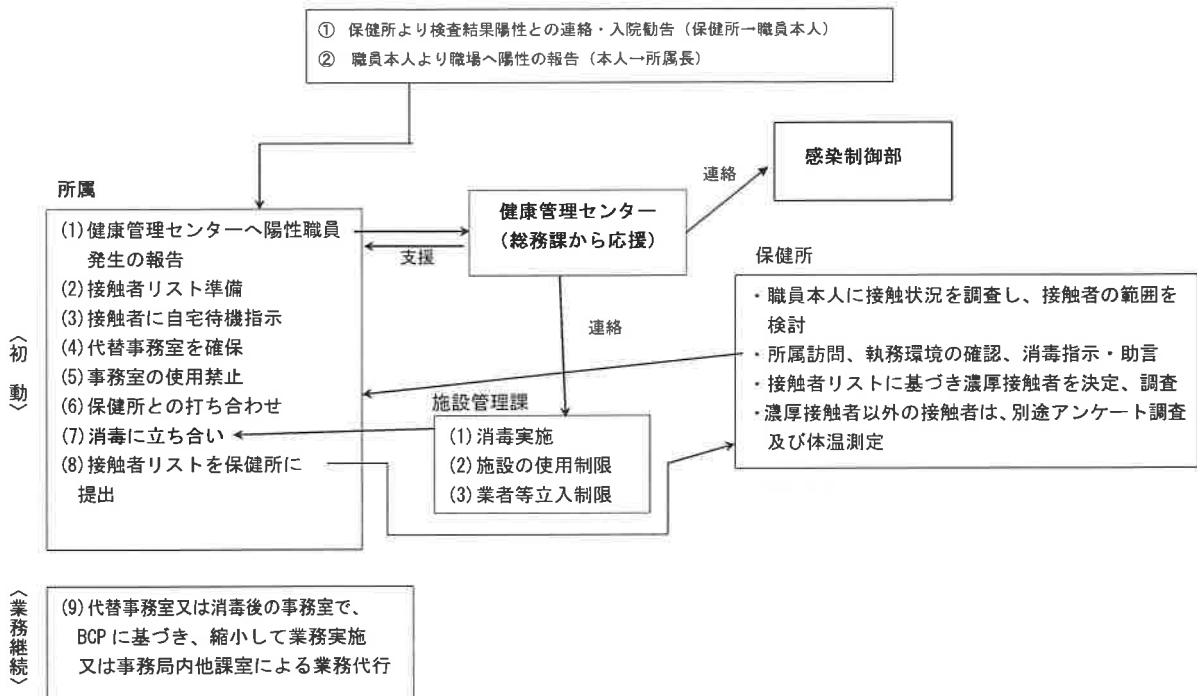 ① 保健所より検査結果陽性との連絡・入院勧告（保健所→職員本人）
② 職員本人より職場へ陽性の報告（本人→所属長）
感染制御部
連絡
所属
健康管理センター
（総務課から応援）
支援
(1)健康管理センターへ陽性職員
発生の報告
(2)接触者リスト準備
(3)接触者に自宅待機指示
(4)代替事務室を確保
(5)事務室の使用禁止
(6)保健所との打ち合わせ
(7)消毒に立ち合い
(8)接触者リストを保健所に
提出
〈初動〉
連絡
施設管理課
(1)消毒実施
(2)施設の使用制限
(3)業者等立入制限
保健所
・職員本人に接触状況を調査し、接触者の範囲を
検討
・所属訪問、執務環境の確認、消毒指示・助言
・接触者リストに基づき濃厚接触者を決定、調査
・濃厚接触者以外の接触者は、別途アンケート調査
及び体温測定
〈業務継続〉
(9)代替事務室又は消毒後の事務室で、
BCPに基づき、縮小して業務実施
又は事務局内他課室による業務代行